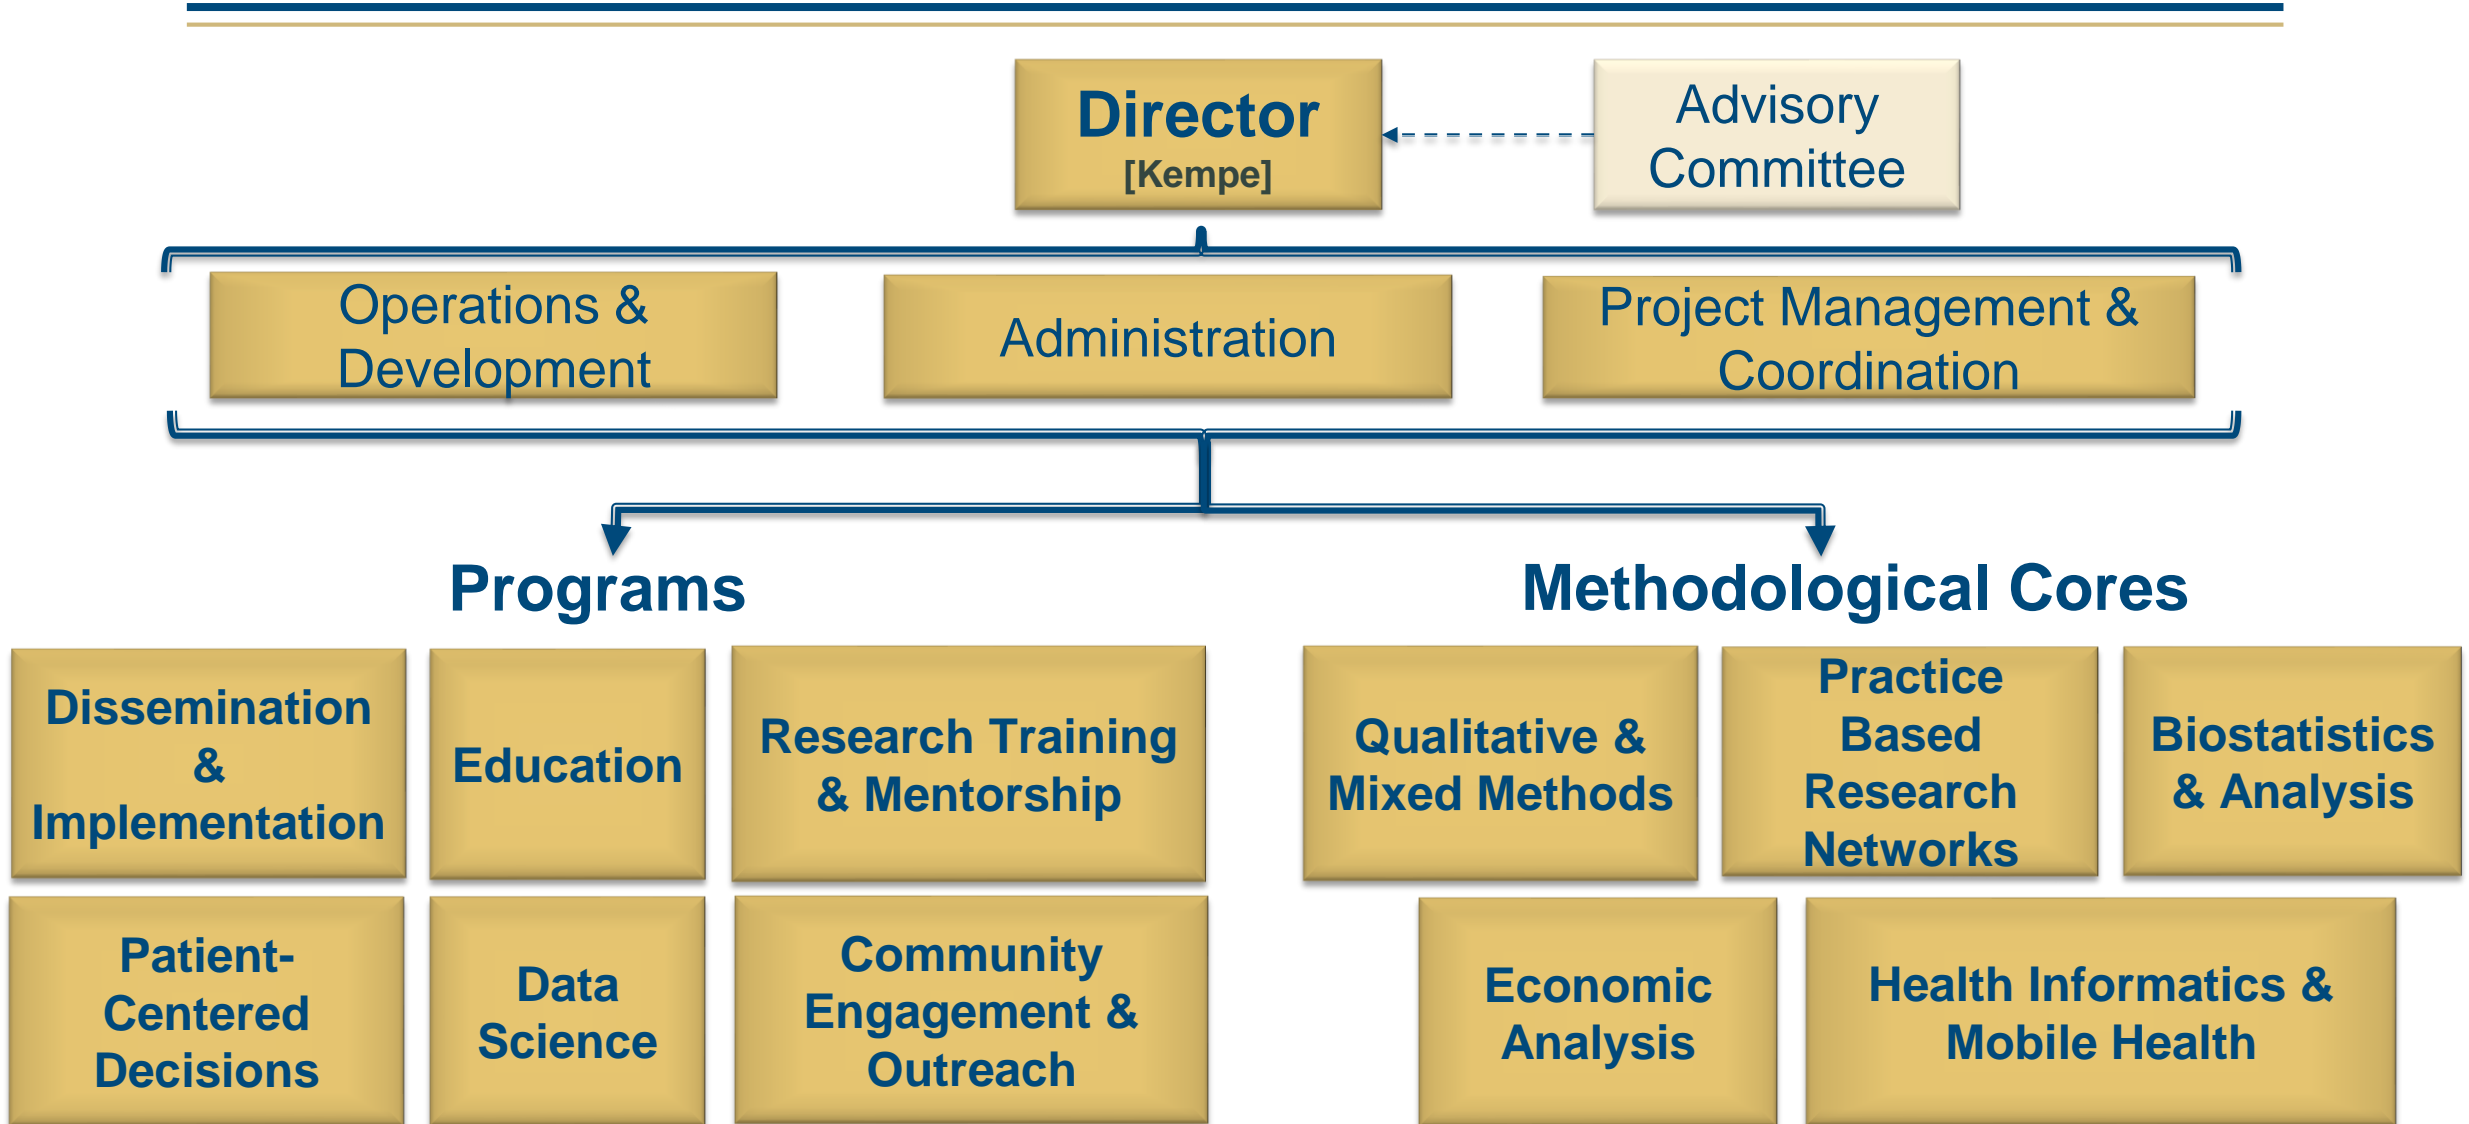 Director
[Kempe]
Advisory
Committee
Operations &
Development
Administration
Project Management &
Coordination
Programs
Methodological Cores
Dissemination
&
Implementation
Education
Research Training
& Mentorship
Qualitative &
Mixed Methods
Practice
Based
Research
Networks
Biostatistics
& Analysis
Patient-
Centered
Decisions
Data
Science
Community
Engagement &
Outreach
Economic
Analysis
Health Informatics &
Mobile Health